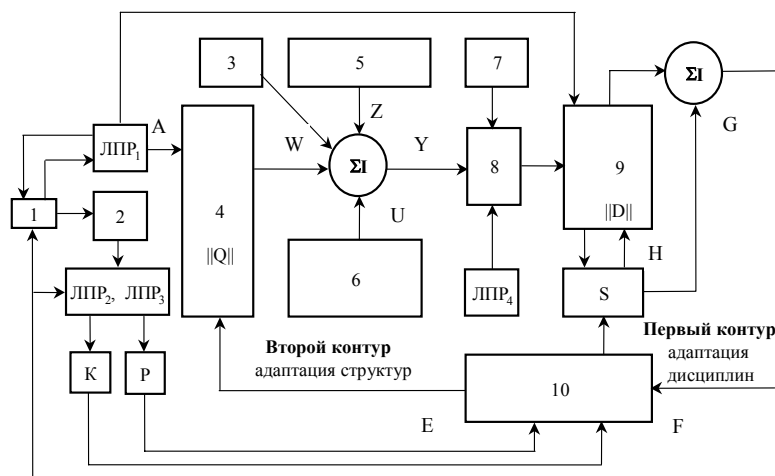 3
5
7
ΣI
G
A
ЛПР1
Z
W
ΣI
Y
U
8
9
||D||
H
1
2
4
||Q||
6
ЛПР2, ЛПР3
ЛПР4
S
К
Р
Второй контур
адаптация структур
Первый контур
адаптация
дисциплин
10
E
F